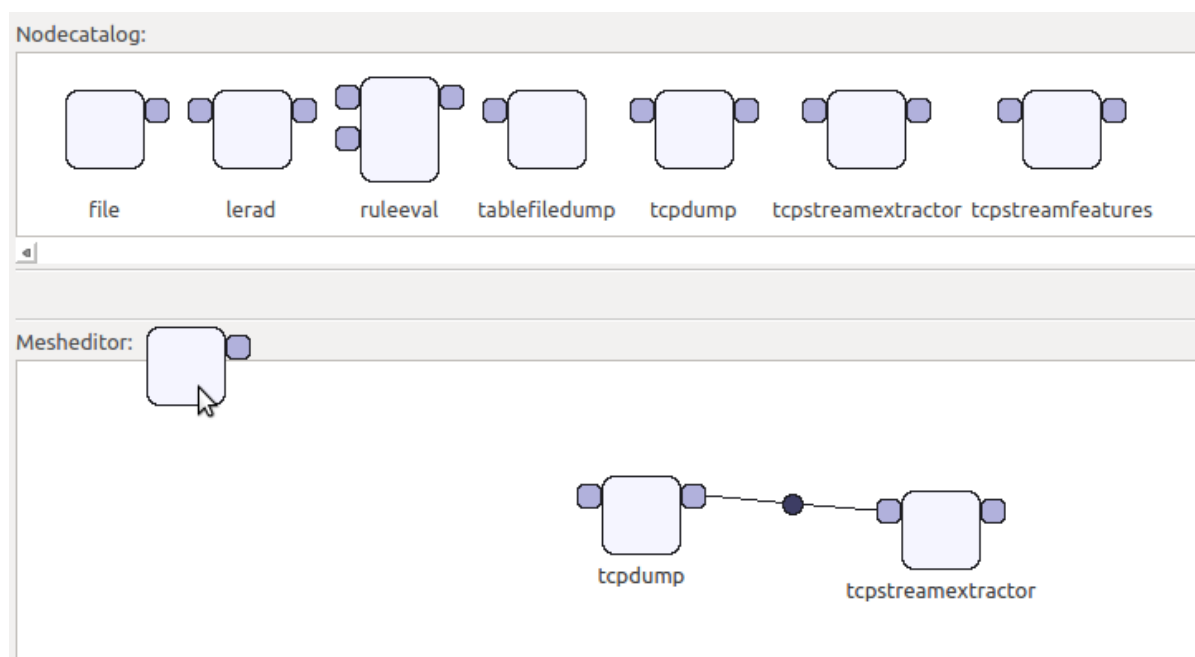 Nodecatalog:
file lerad ruleeval tablefiledump tcpdump tcpstreamextractor tcpstreamfeatures
Mesheditor:
tcpdump
tcpstreamextractor